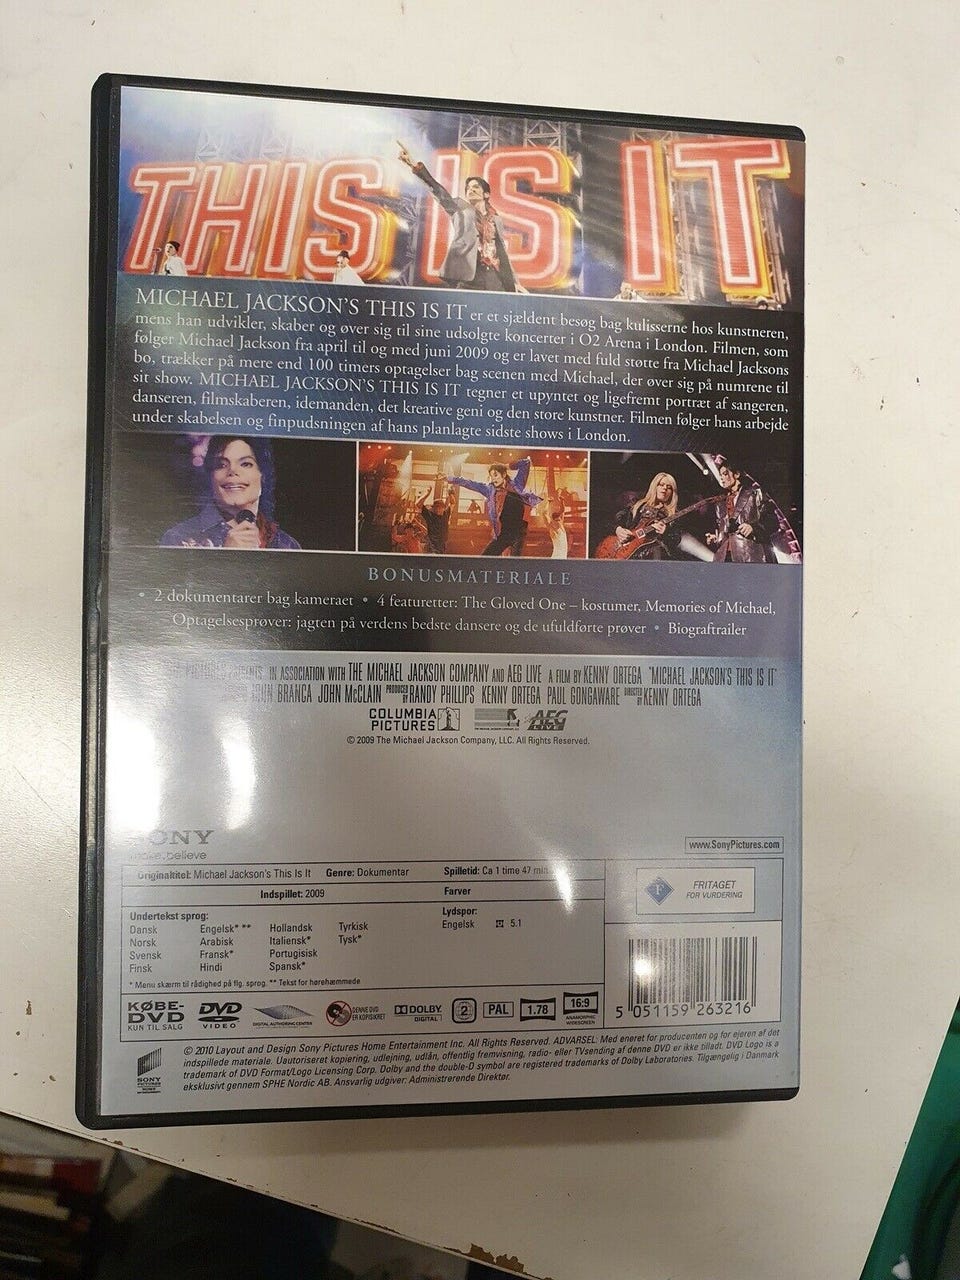 THIS IS IT
MICHAEL JACKSON'S THIS IS IT er et sjældent besøg bag kulisserne hos kunstneren,
mens han udvikler, skaber og øver sig til sine udsolgte koncerter i O2 Arena i London. Filmen, som
følger Michael Jackson fra april til og med juni 2009 og er lavet med fuld støtte fra Michael Jacksons
bo, trækker på mere end 100 timers optagelser bag scenen med Michael, der øver sig på numrene til
sit show. MICHAEL JACKSON'S THIS IS IT tegner et upyntet og ligefremt portræt af sangeren,
danseren, filmskaberen, idemanden, det kreative geni og den store kunstner. Filmen følger hans arbejde
under skabelsen og finpudsningen af hans planlagte sidste shows i London.
BONUSMATERIALE
• 2 dokumentarer bag kameraet • 4 featuretter: The Gloved One – kostumer, Memories of Michael,
Optagelsesprøver: jagten på verdens bedste dansere og de ufuldførte prøver • Biograftrailer
PICTURES PRESENTS IN ASSOCIATION WITH THE MICHAEL JACKSON COMPANY AND AEG LIVE A FILM BY KENNY ORTEGA "MICHAEL JACKSON'S THIS IS IT"
JOHN BRANCA JOHN McCLAIN PRODUCED BY RANDY PHILLIPS KENNY ORTEGA PAUL GONGAWARE DIRECTED BY KENNY ORTEGA
COLUMBIA PICTURES AEG
© 2009 The Michael Jackson Company, LLC. All Rights Reserved.
SONY
make.believe
www.SonyPictures.com
Originaltitel: Michael Jackson's This Is It Genre: Dokumentar Spilletid: Ca 1 time 47 min
Indspillet: 2009 Farver
FRITAGET
FOR VURDERING
F
Undertekst sprog: Lydspor:
Dansk Engelsk* ** Hollandsk Tyrkisk Engelsk 5.1
Norsk Arabisk Italiensk* Tysk*
Svensk Fransk* Portugisisk
Finsk Hindi Spansk*
* Menu skærm til rådighed på flg. sprog. ** Tekst for hørehæmmede
5 051159 263216
KØBE-
DVD
KUN TIL SALG
DVD
VIDEO
DIGITAL AUTHORING CENTER
DENNE DVD
ER KOPISIKRET
DOLBY
DIGITAL
2
PAL
1.78
16:9
ANAMORPHIC
WIDESCREEN
SONY
PICTURES
HOME
ENTERTAINMENT
© 2010 Layout and Design Sony Pictures Home Entertainment Inc. All Rights Reserved. ADVARSEL: Med eneret for producenten og for ejeren af det
indspillede materiale. Uautoriseret kopiering, udlejning, udlån, offentlig fremvisning, radio- eller TVsending af denne DVD er ikke tilladt. DVD Logo is a
trademark of DVD Format/Logo Licensing Corp. Dolby and the double-D symbol are registered trademarks of Dolby Laboratories. Tilgængelig i Danmark
eksklusivt gennem SPHE Nordic AB. Ansvarlig udgiver: Administrerende Direktør.